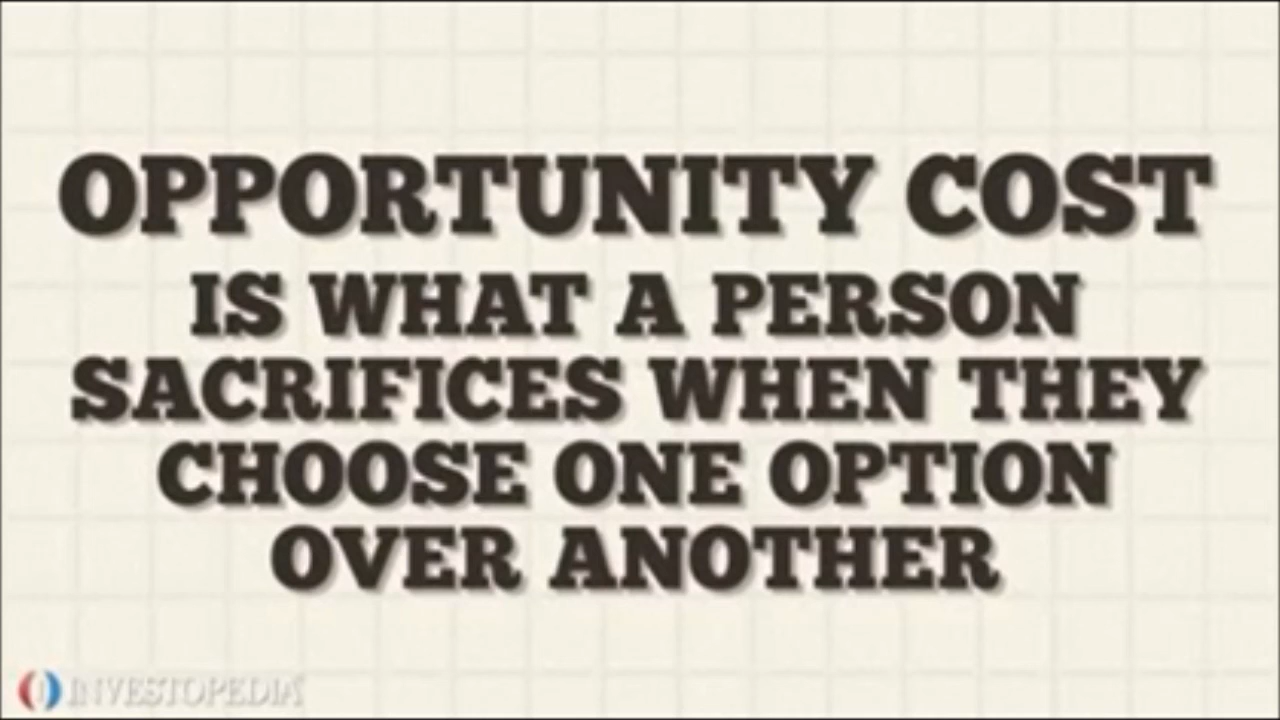 OPPORTUNITY COST
IS WHAT A PERSON
SACRIFICES WHEN THEY
CHOOSE ONE OPTION
OVER ANOTHER
INVESTOPEDIA